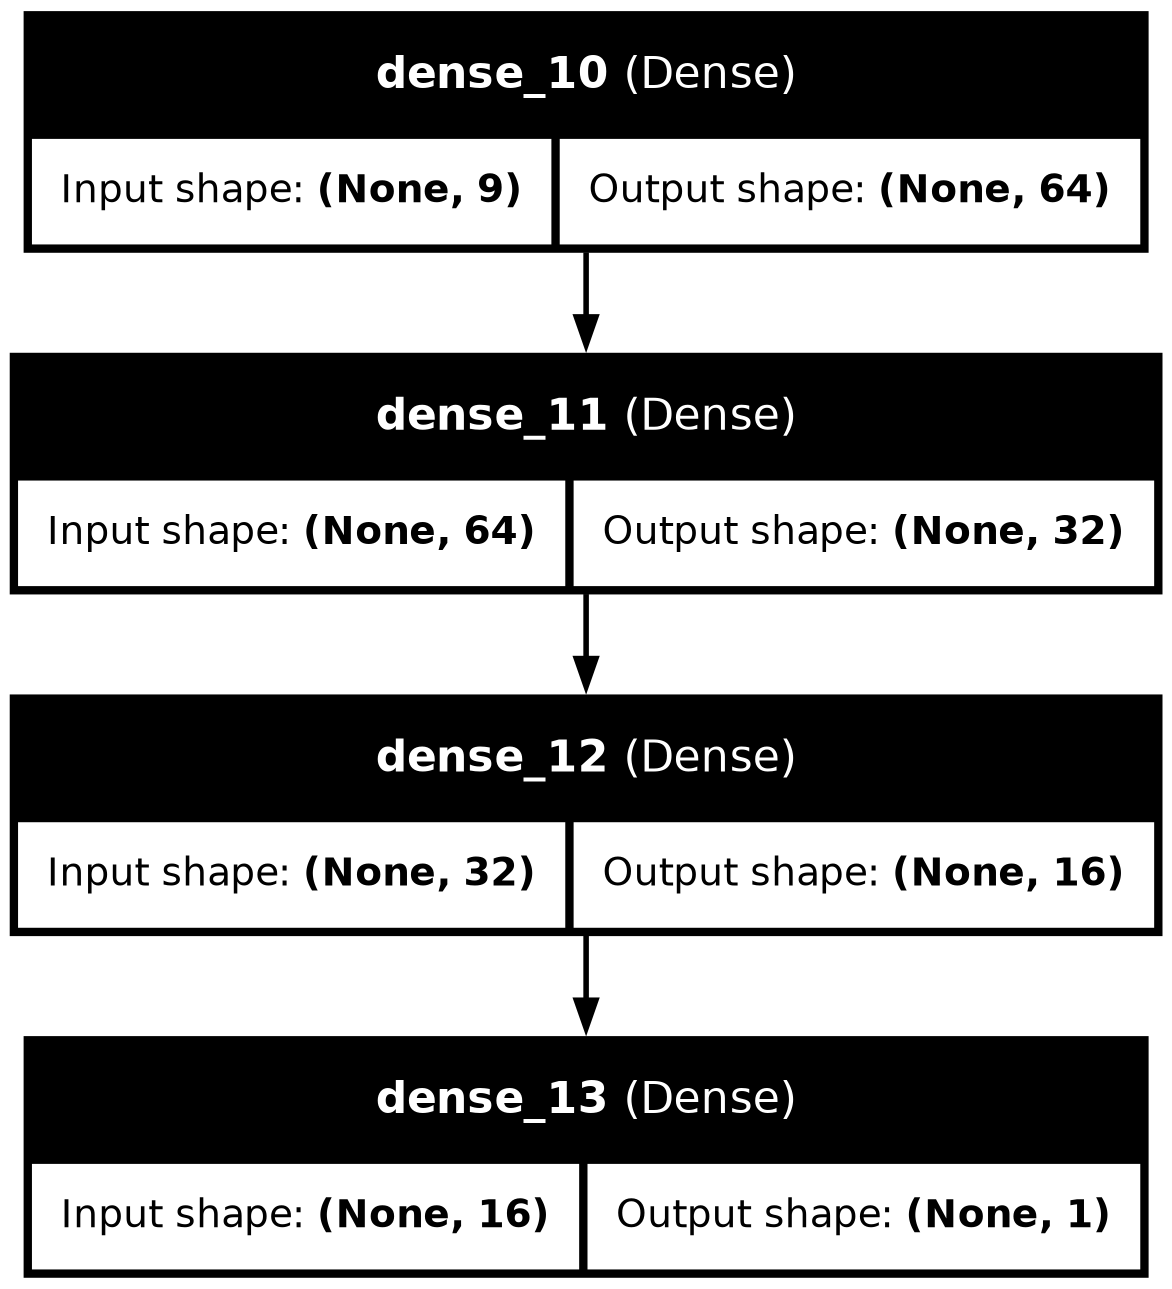 dense_10 (Dense)
Input shape: (None, 9) Output shape: (None, 64)
dense_11 (Dense)
Input shape: (None, 64) Output shape: (None, 32)
dense_12 (Dense)
Input shape: (None, 32) Output shape: (None, 16)
dense_13 (Dense)
Input shape: (None, 16) Output shape: (None, 1)